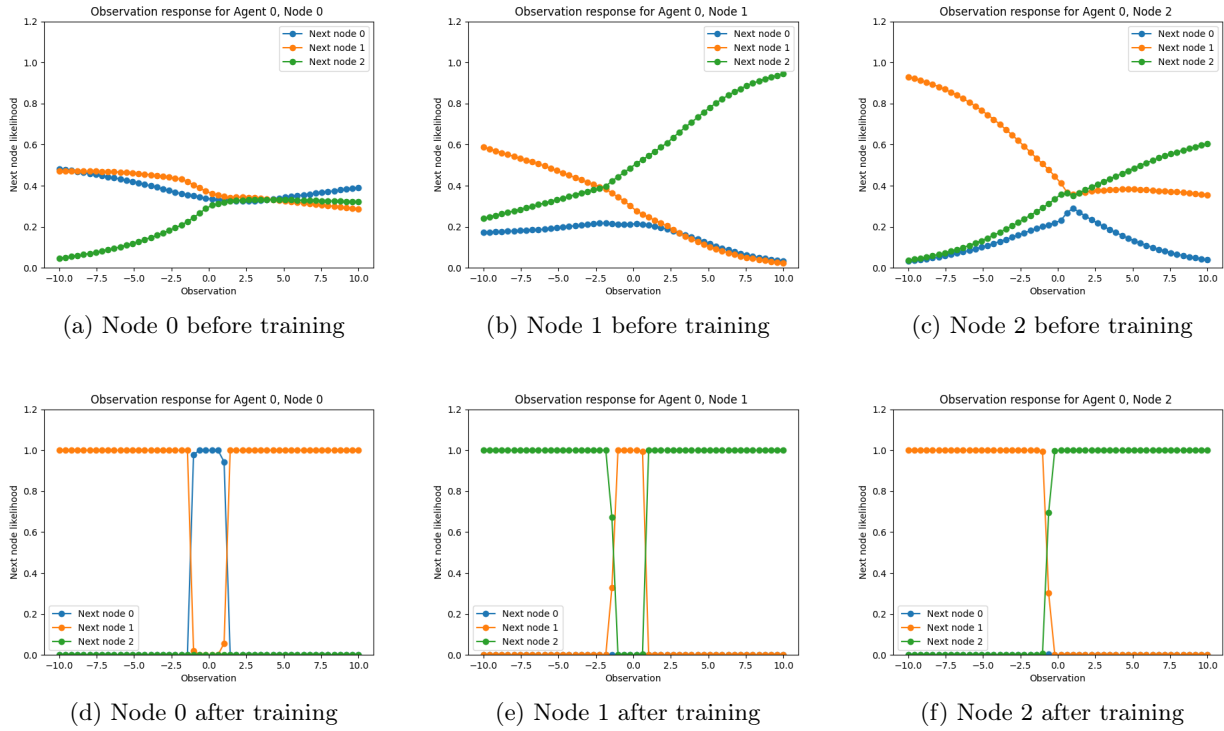 Observation response for Agent 0, Node 0
Next node likelihood
1.2
1.0
0.8
0.6
0.4
0.2
0.0
Next node 0
Next node 1
Next node 2
−10.0 −7.5 −5.0 −2.5 0.0 2.5 5.0 7.5 10.0
Observation
(a) Node 0 before training
Observation response for Agent 0, Node 1
Next node likelihood
1.2
1.0
0.8
0.6
0.4
0.2
0.0
Next node 0
Next node 1
Next node 2
−10.0 −7.5 −5.0 −2.5 0.0 2.5 5.0 7.5 10.0
Observation
(b) Node 1 before training
Observation response for Agent 0, Node 2
Next node likelihood
1.2
1.0
0.8
0.6
0.4
0.2
0.0
Next node 0
Next node 1
Next node 2
−10.0 −7.5 −5.0 −2.5 0.0 2.5 5.0 7.5 10.0
Observation
(c) Node 2 before training
Observation response for Agent 0, Node 0
Next node likelihood
1.2
1.0
0.8
0.6
0.4
0.2
0.0
Next node 0
Next node 1
Next node 2
−10.0 −7.5 −5.0 −2.5 0.0 2.5 5.0 7.5 10.0
Observation
(d) Node 0 after training
Observation response for Agent 0, Node 1
Next node likelihood
1.2
1.0
0.8
0.6
0.4
0.2
0.0
Next node 0
Next node 1
Next node 2
−10.0 −7.5 −5.0 −2.5 0.0 2.5 5.0 7.5 10.0
Observation
(e) Node 1 after training
Observation response for Agent 0, Node 2
Next node likelihood
1.2
1.0
0.8
0.6
0.4
0.2
0.0
Next node 0
Next node 1
Next node 2
−10.0 −7.5 −5.0 −2.5 0.0 2.5 5.0 7.5 10.0
Observation
(f) Node 2 after training